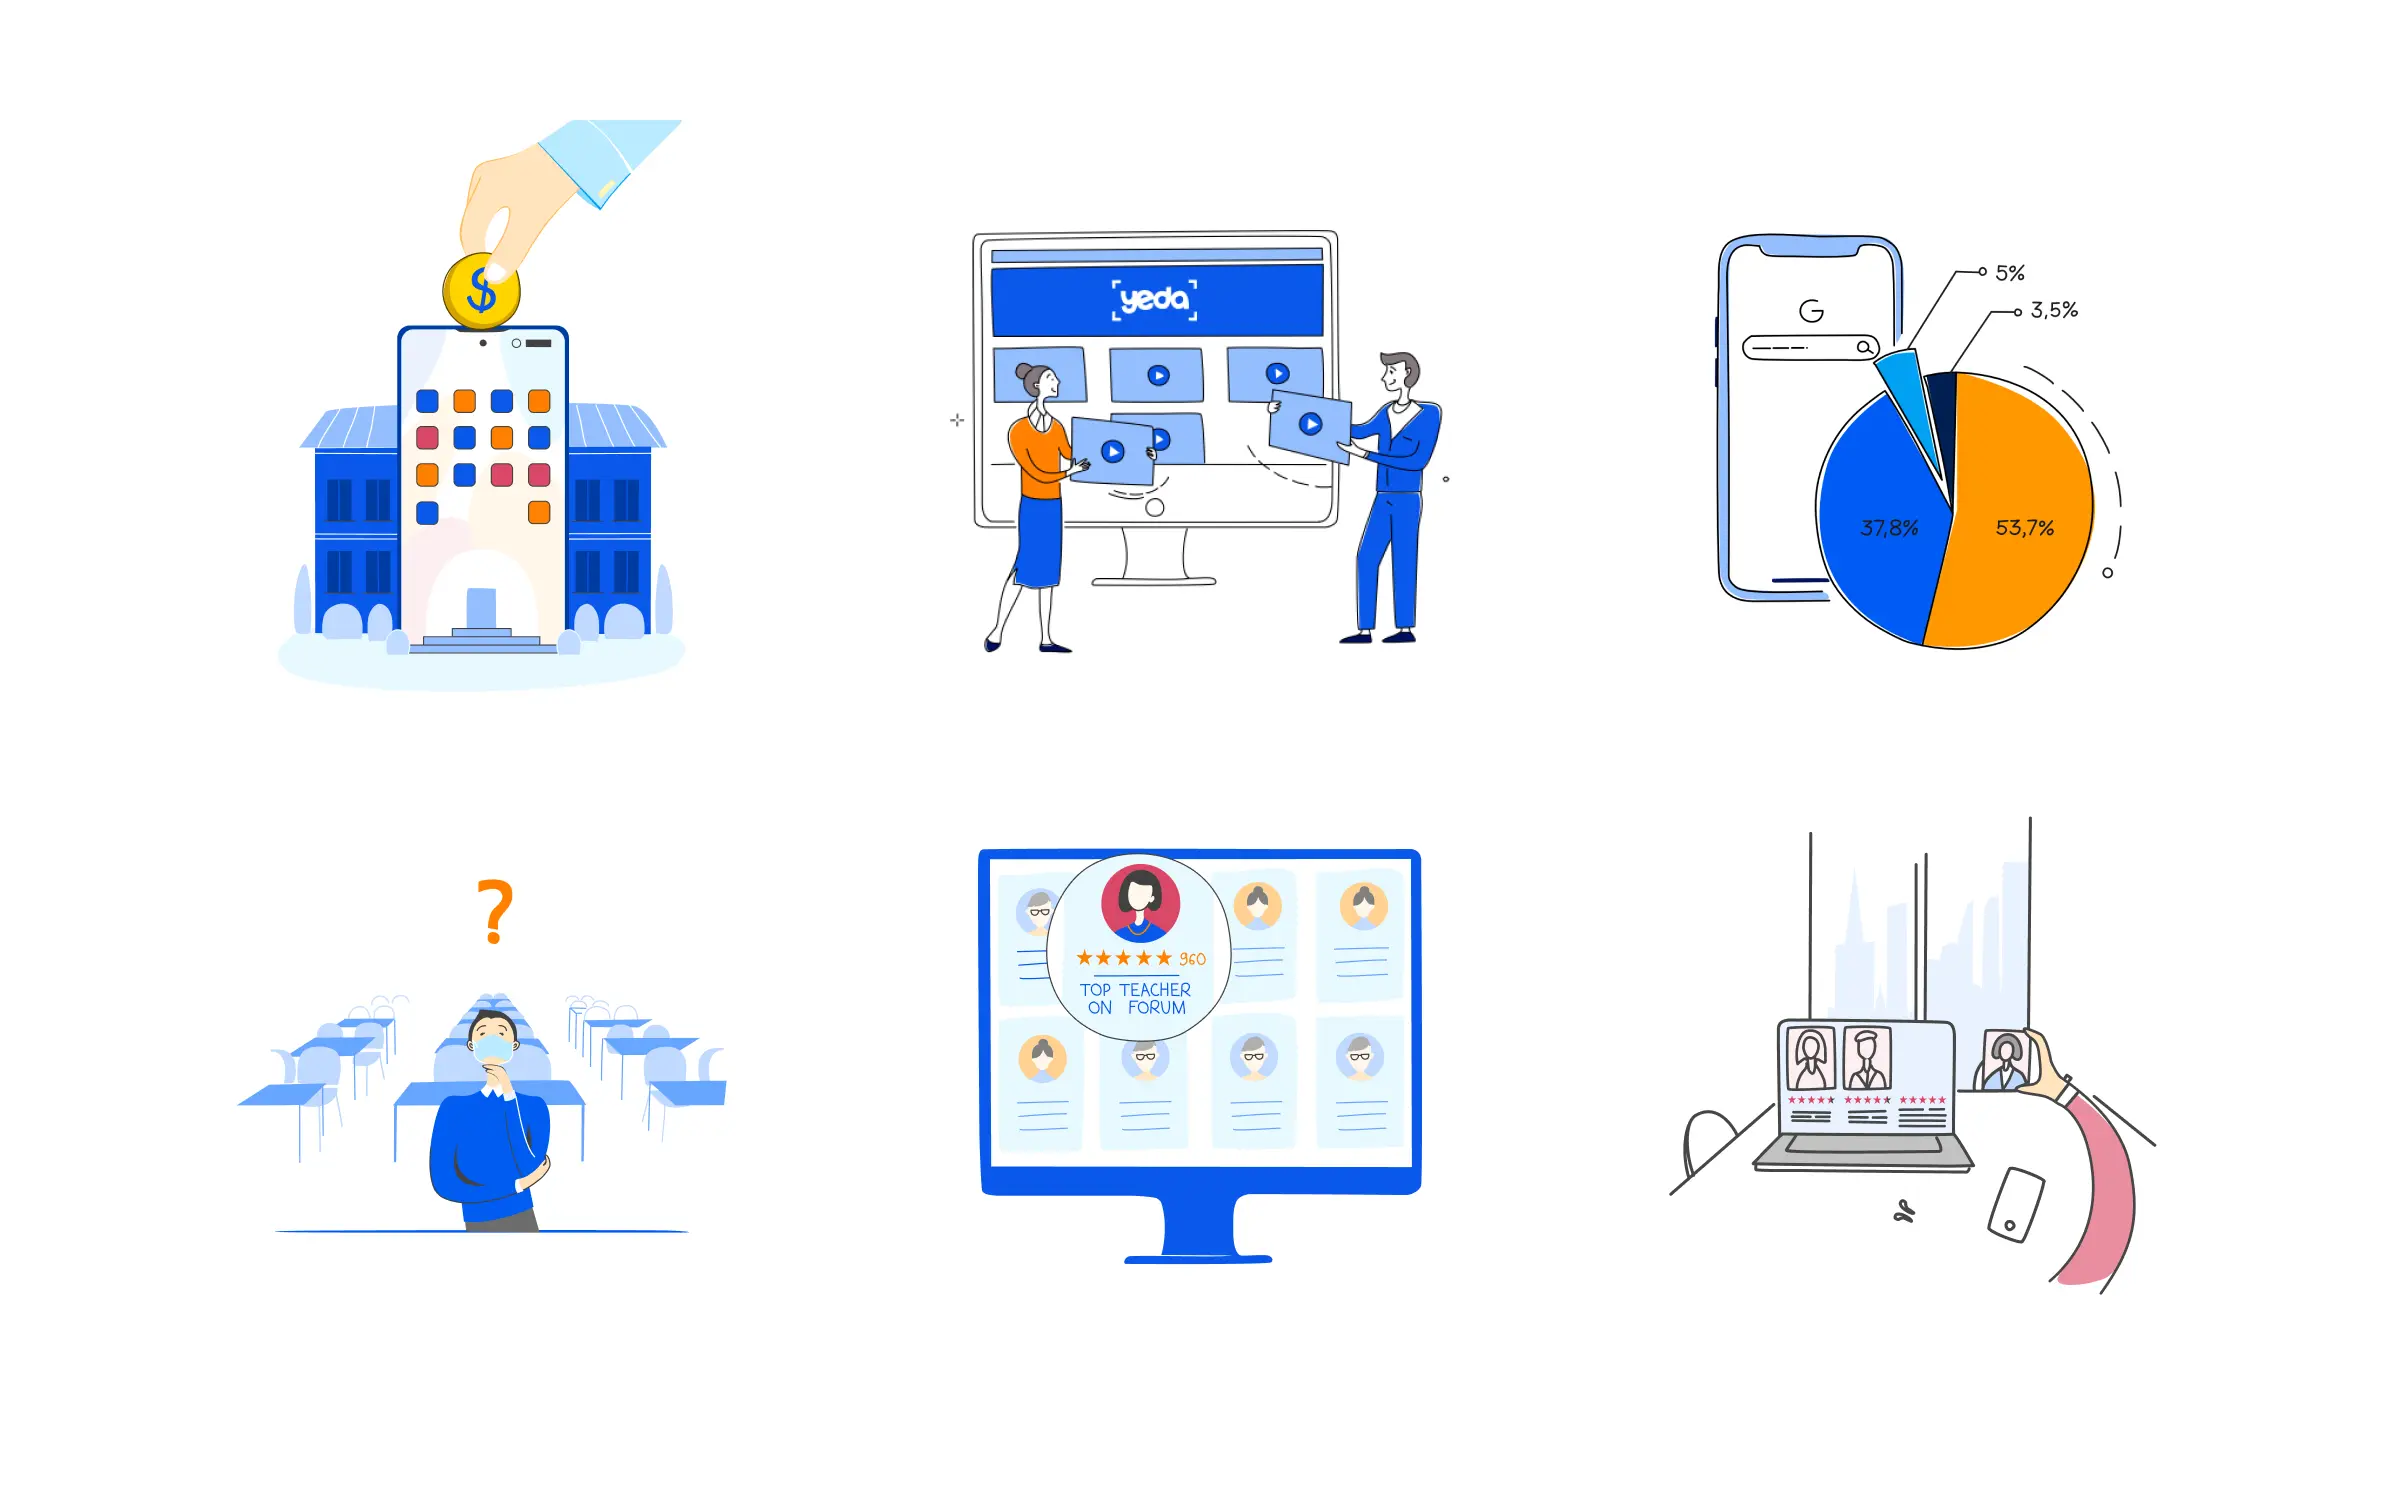 $
yeda
G
5%
3,5%
37,8%
53,7%
?
960
TOP TEACHER
ON FORUM